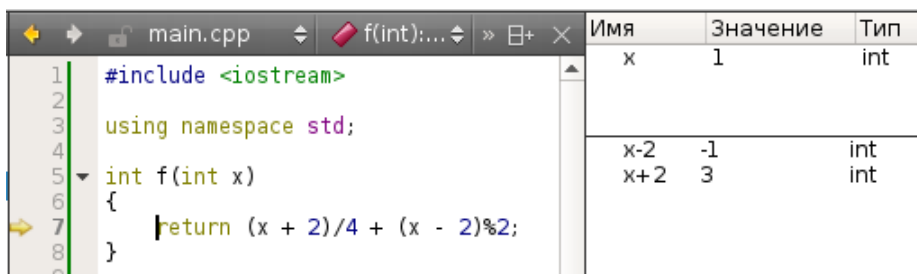 main.cpp f(int):... » Имя Значение Тип
x 1 int
1 #include <iostream>
2
3 using namespace std;
4
5 int f(int x)
6 {
7 return (x + 2)/4 + (x - 2)%2;
8 }
x-2 -1 int
x+2 3 int